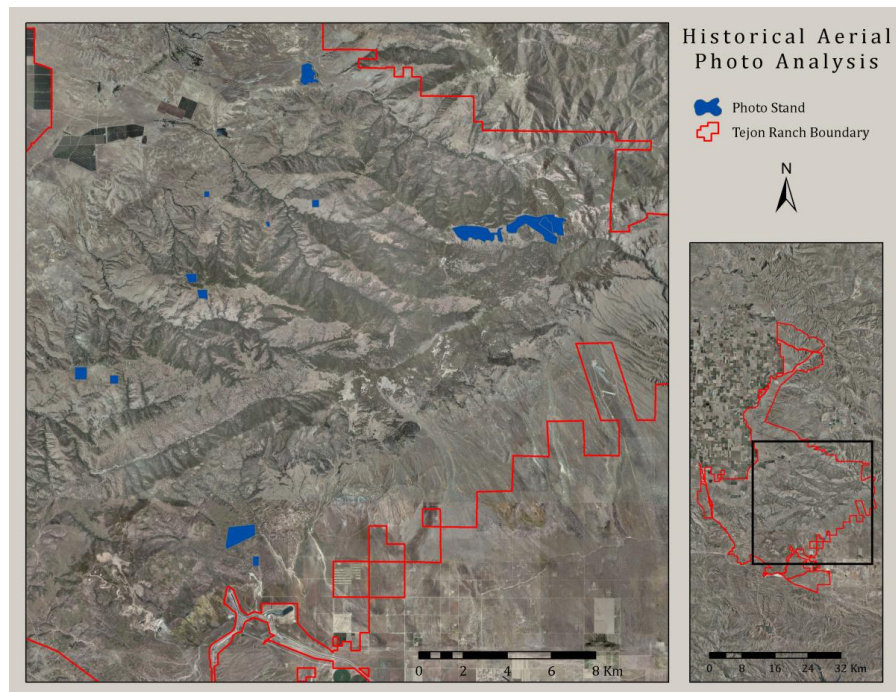 Historical Aerial
Photo Analysis
Photo Stand
Tejon Ranch Boundary
N
0 2 4 6 8 Km
0 8 16 24 32 Km